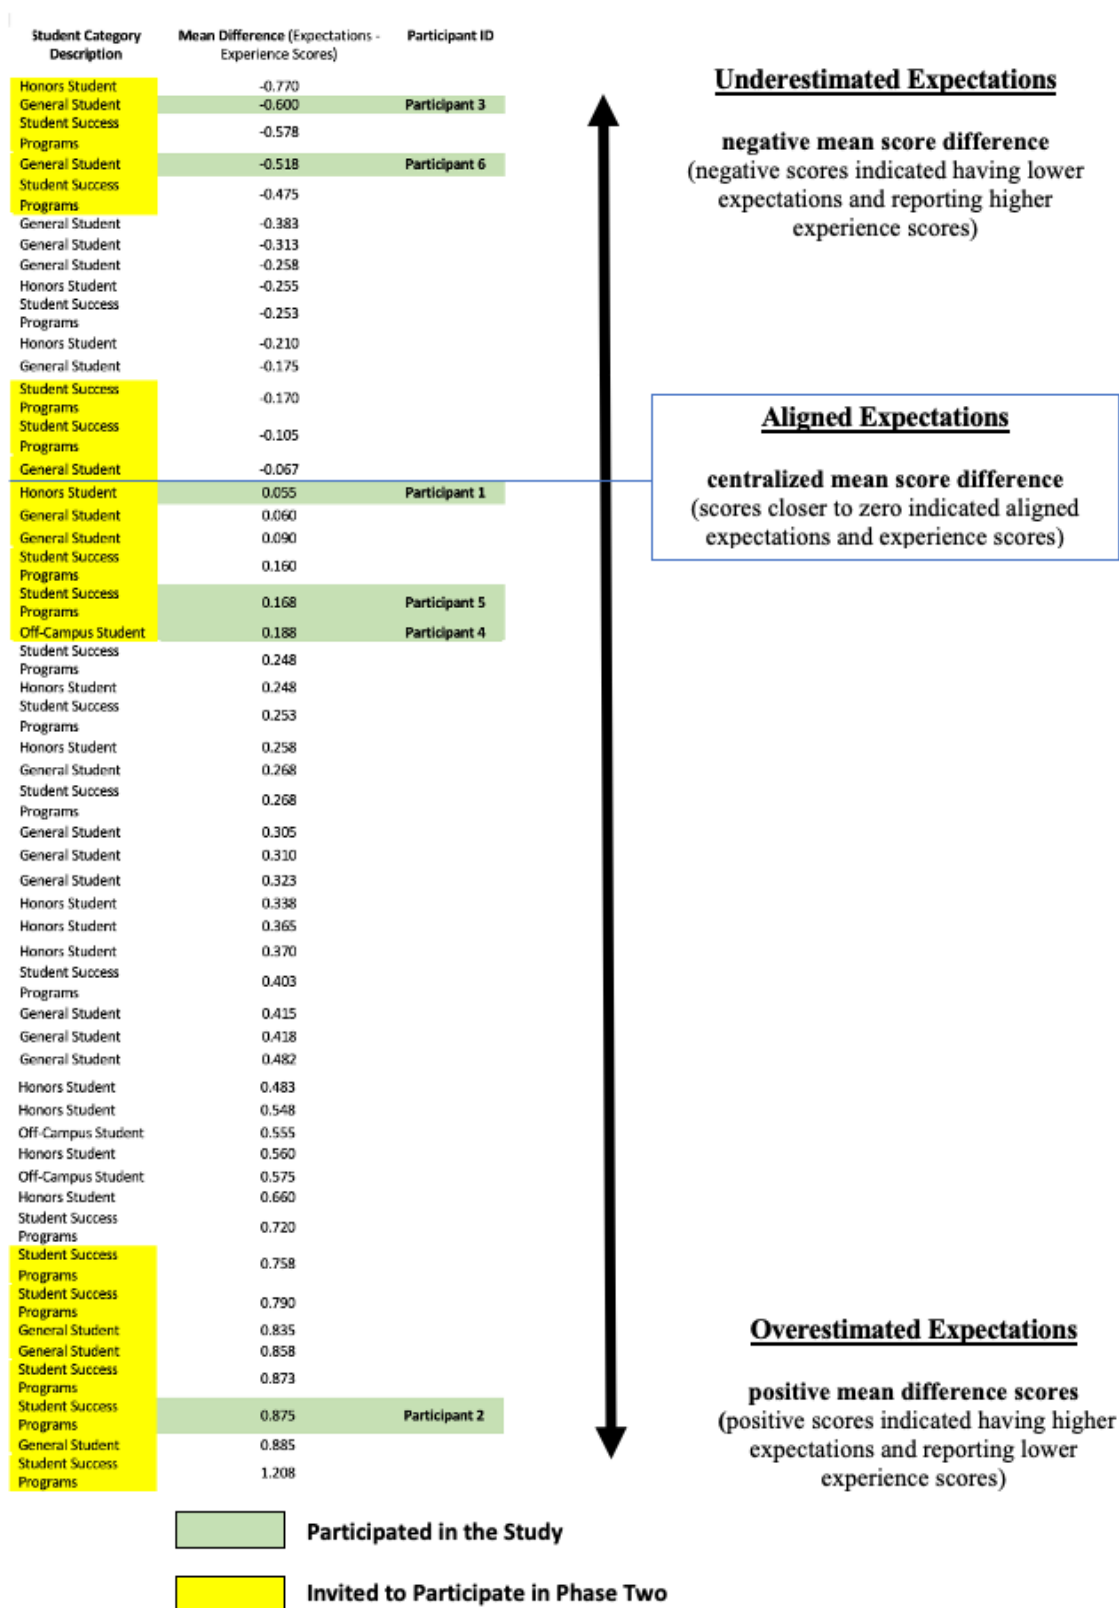 Student Category Mean Difference (Expectations - Participant ID
Description Experience Scores)
Honors Student -0.770
General Student -0.600 Participant 3
Student Success
Programs -0.578
General Student -0.518 Participant 6
Student Success
Programs -0.475
General Student -0.383
General Student -0.313
General Student -0.258
Honors Student -0.255
Student Success
Programs -0.253
Honors Student -0.210
General Student -0.175
Student Success
Programs -0.170
Student Success
Programs -0.105
General Student -0.067
Honors Student 0.055 Participant 1
General Student 0.060
General Student 0.090
Student Success
Programs 0.160
Student Success
Programs 0.168 Participant 5
Off-Campus Student 0.188 Participant 4
Student Success
Programs 0.248
Honors Student 0.248
Student Success
Programs 0.253
Honors Student 0.258
General Student 0.268
Student Success
Programs 0.268
General Student 0.305
General Student 0.310
General Student 0.323
Honors Student 0.338
Honors Student 0.365
Honors Student 0.370
Student Success
Programs 0.403
General Student 0.415
General Student 0.418
General Student 0.482
Honors Student 0.483
Honors Student 0.548
Off-Campus Student 0.555
Honors Student 0.560
Off-Campus Student 0.575
Honors Student 0.660
Student Success
Programs 0.720
Student Success
Programs 0.758
Student Success
Programs 0.790
General Student 0.835
General Student 0.858
Student Success
Programs 0.873
Student Success
Programs 0.875 Participant 2
General Student 0.885
Student Success
Programs 1.208
Underestimated Expectations
negative mean score difference
(negative scores indicated having lower
expectations and reporting higher
experience scores)
Aligned Expectations
centralized mean score difference
(scores closer to zero indicated aligned
expectations and experience scores)
Overestimated Expectations
positive mean difference scores
(positive scores indicated having higher
expectations and reporting lower
experience scores)
Participated in the Study
Invited to Participate in Phase Two